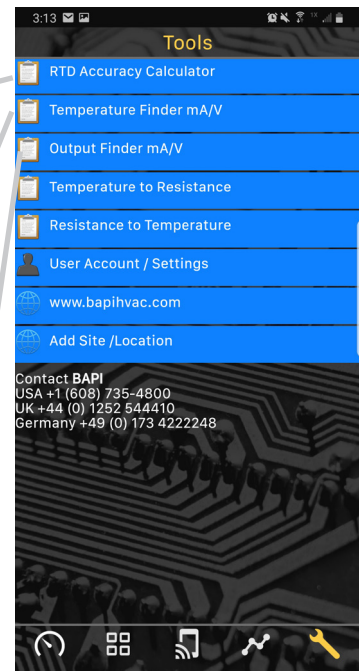 3:13
Tools
RTD Accuracy Calculator
Temperature Finder mA/V
Output Finder mA/V
Temperature to Resistance
Resistance to Temperature
User Account / Settings
www.bapihvac.com
Add Site /Location
Contact BAPI
USA +1 (608) 735-4800
UK +44 (0) 1252 544410
Germany +49 (0) 173 4222248